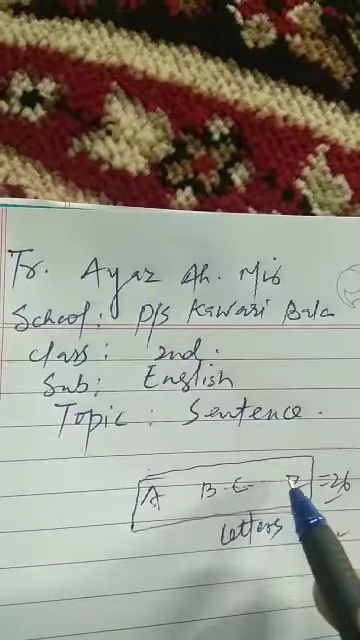 Tr. Ayaz Ah. Mir
School: P/S Kawari Bala
Class: 2nd.
Sub: English
Topic: Sentence.
A B C - - - Z =26
letters